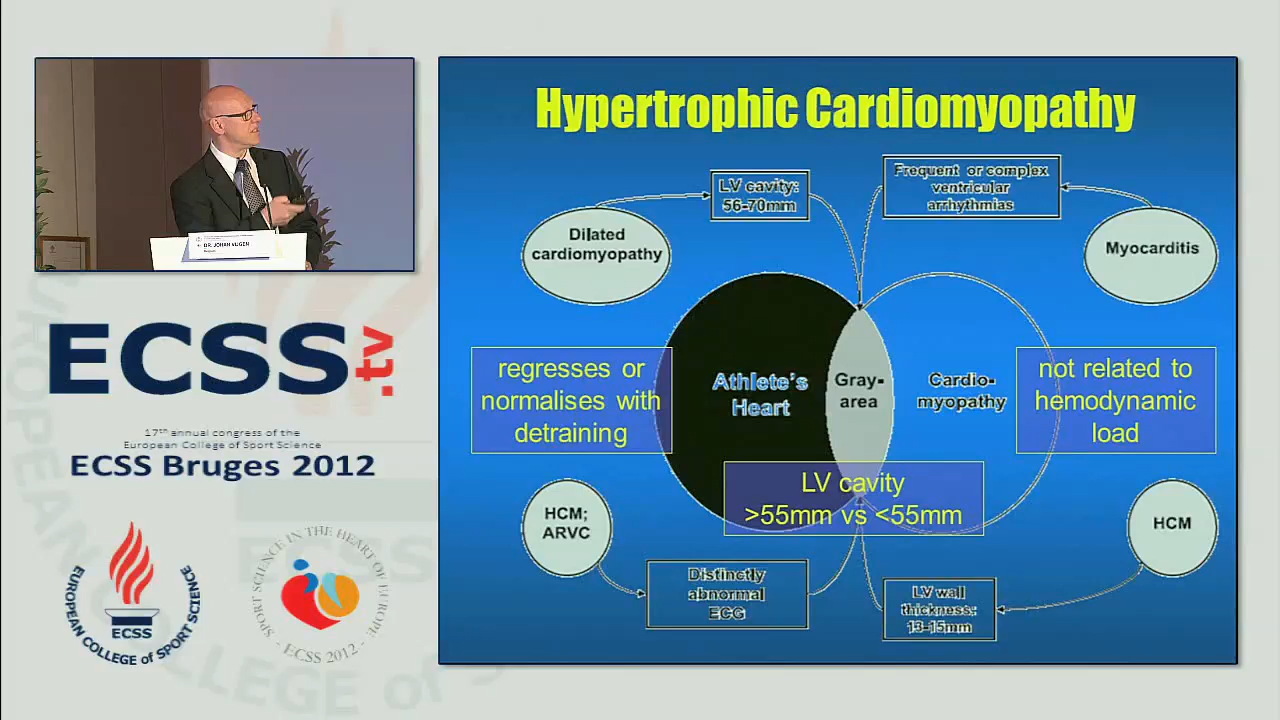 DR. JOHAN VIJGEN
ECSS
.tv
17th annual congress of the
European College of Sport Science
ECSS Bruges 2012
EUROPEAN COLLEGE of SPORT SCIENCE
ECSS
SPORT SCIENCE IN THE HEART OF EUROPE
- ECSS 2012 -
Hypertrophic Cardiomyopathy
LV cavity:
56-70mm
Frequent or complex
ventricular
arrhythmias
Dilated
cardiomyopathy
Myocarditis
regresses or
normalises with
detraining
Athlete's
Heart
Gray-
area
Cardio-
myopathy
not related to
hemodynamic
load
LV cavity
>55mm vs <55mm
HCM;
ARVC
HCM
Distinctly
abnormal
ECG
LV wall
thickness:
13-15mm